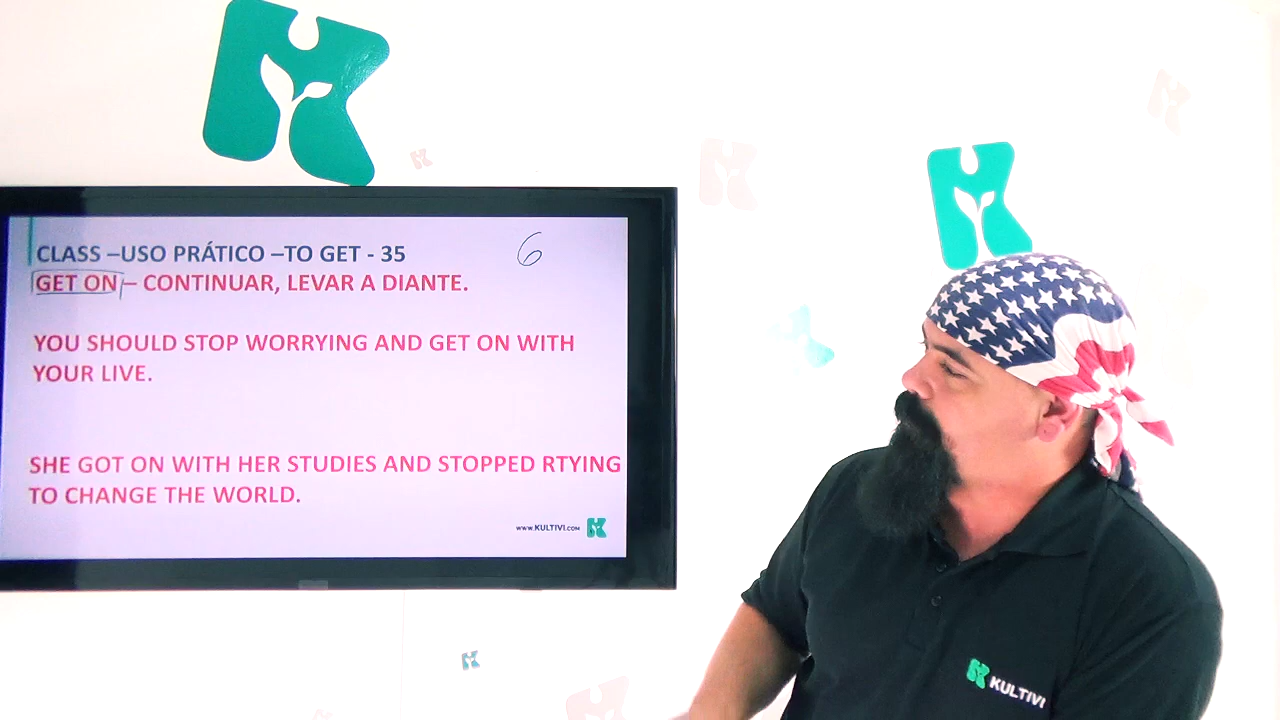 CLASS –USO PRÁTICO –TO GET - 35
6
GET ON – CONTINUAR, LEVAR A DIANTE.
YOU SHOULD STOP WORRYING AND GET ON WITH
YOUR LIVE.
SHE GOT ON WITH HER STUDIES AND STOPPED RTYING
TO CHANGE THE WORLD.
WWW.KULTIVI.COM
KULTIVI